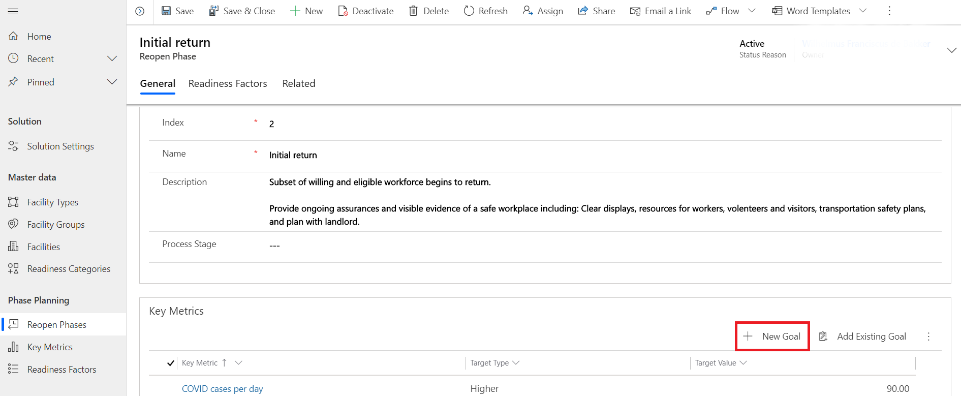 Save
Save & Close
New
Deactivate
Delete
Refresh
Assign
Share
Email a Link
Flow
Word Templates
Home
Recent
Pinned
Solution
Solution Settings
Master data
Facility Types
Facility Groups
Facilities
Readiness Categories
Phase Planning
Reopen Phases
Key Metrics
Readiness Factors
Initial return
Reopen Phase
Active
Status Reason
General
Readiness Factors
Related
Index * 2
Name * Initial return
Description Subset of willing and eligible workforce begins to return.
Provide ongoing assurances and visible evidence of a safe workplace including: Clear displays, resources for workers, volenteers and visitors, transportation safety plans,
and plan with landlord.
Process Stage ---
Key Metrics
New Goal
Add Existing Goal
Key Metric
Target Type
Target Value
COVID cases per day
Higher
90.00